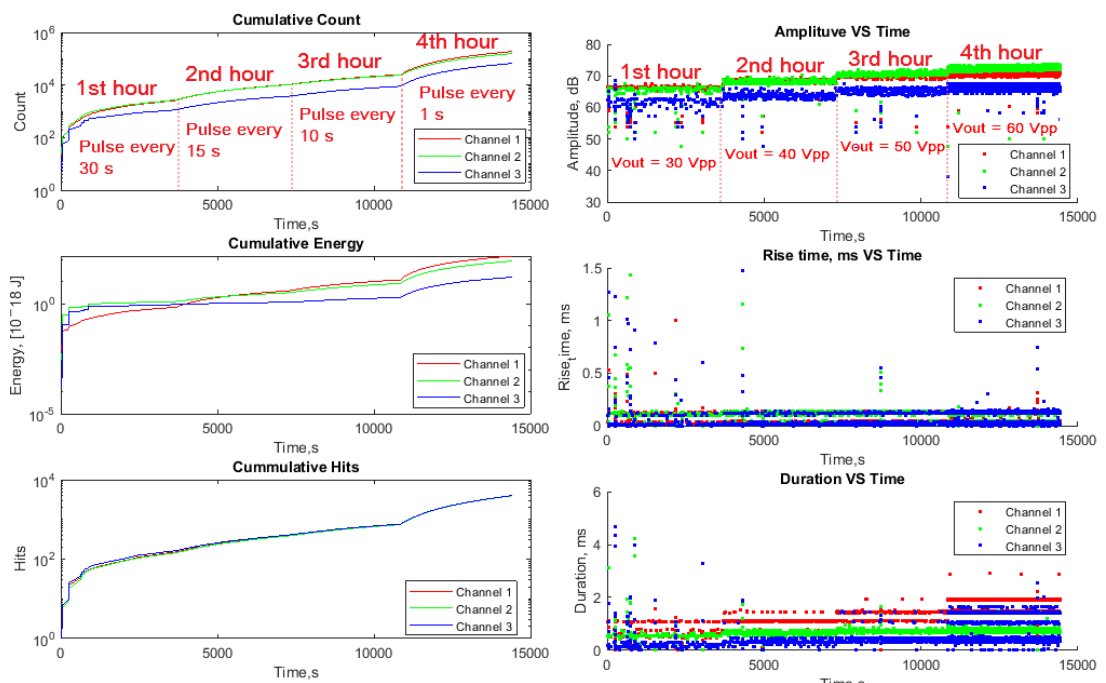 Cumulative Count
10^6
10^4
10^2
10^0
Count
1st hour
2nd hour
3rd hour
4th hour
Pulse every
30 s
Pulse every
15 s
Pulse every
10 s
Pulse every
1 s
Channel 1
Channel 2
Channel 3
0
5000
10000
15000
Time,s
Amplituve VS Time
80
70
60
50
40
30
Amplitude, dB
1st hour
2nd hour
3rd hour
4th hour
Vout = 30 Vpp
Vout = 40 Vpp
Vout = 50 Vpp
Vout = 60 Vpp
Channel 1
Channel 2
Channel 3
0
5000
10000
15000
Time,s
Cumulative Energy
10^0
10^-5
Energy, [10^-18 J]
Channel 1
Channel 2
Channel 3
0
5000
10000
15000
Time,s
Rise time, ms VS Time
1.5
1
0.5
0
Rise_time, ms
Channel 1
Channel 2
Channel 3
0
5000
10000
15000
Time,s
Cummulative Hits
10^4
10^2
10^0
Hits
Channel 1
Channel 2
Channel 3
0
5000
10000
15000
Time,s
Duration VS Time
6
4
2
0
Duration, ms
Channel 1
Channel 2
Channel 3
0
5000
10000
15000
Time,s